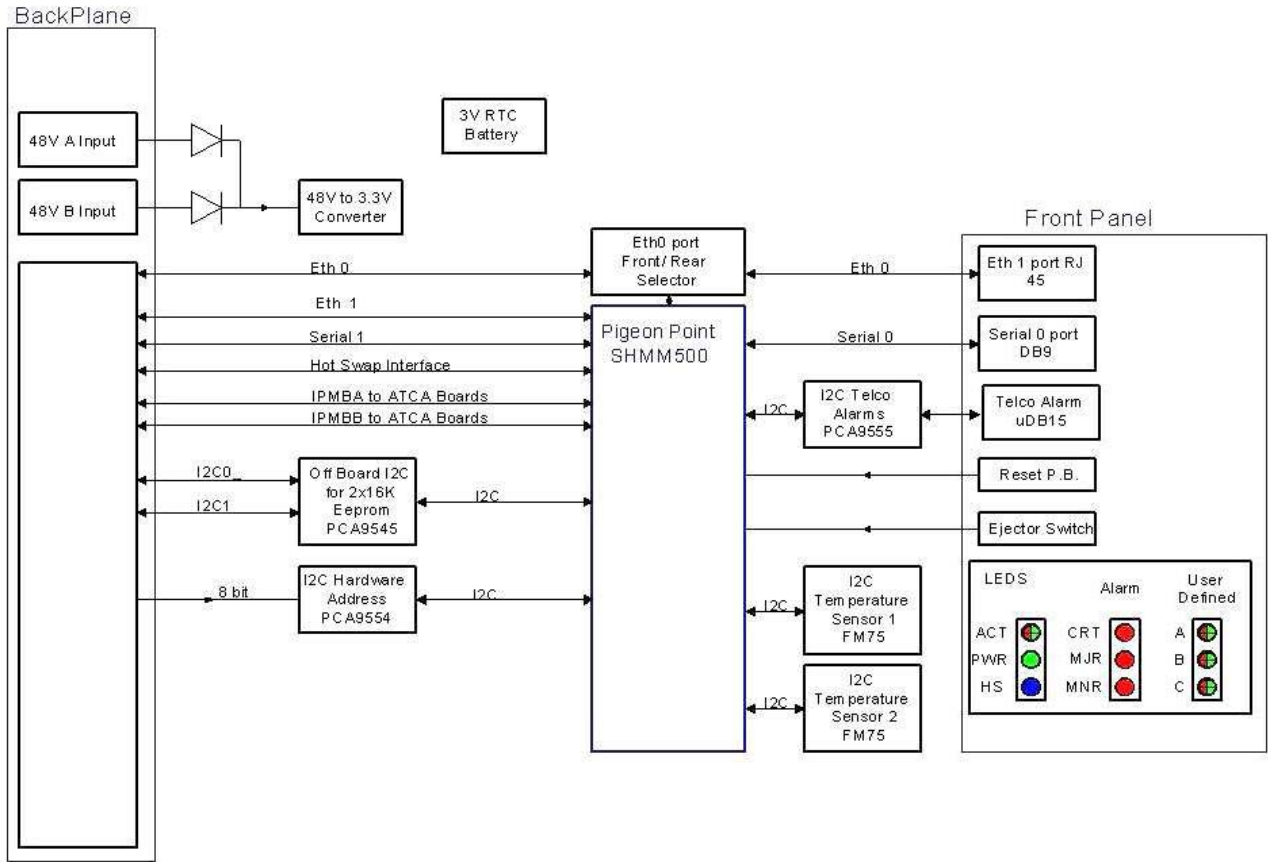 BackPlane
48V A Input
48V B Input
3V RTC
Battery
48V to 3.3V
Converter
Eth0 port
Front/Rear
Selector
Front Panel
Eth 0
Eth 0
Eth 1 port RJ
45
Eth 1
Serial 1
Hot Swap Interface
IPMBA to ATCA Boards
IPMBB to ATCA Boards
Pigeon Point
SHMM500
Serial 0
Serial 0 port
DB9
I2C
I2C Telco
Alarms
PCA9555
Telco Alarm
uDB15
I2C0_
I2C1
Off Board I2C
for 2x16K
Eeprom
PCA9545
I2C
Reset P.B.
Ejector Switch
8 bit
I2C Hardware
Address
PCA9554
I2C
I2C
I2C
Temperature
Sensor 1
FM75
I2C
I2C
Temperature
Sensor 2
FM75
LEDS
Alarm
User
Defined
ACT
CRT
A
PWR
MJR
B
HS
MNR
C